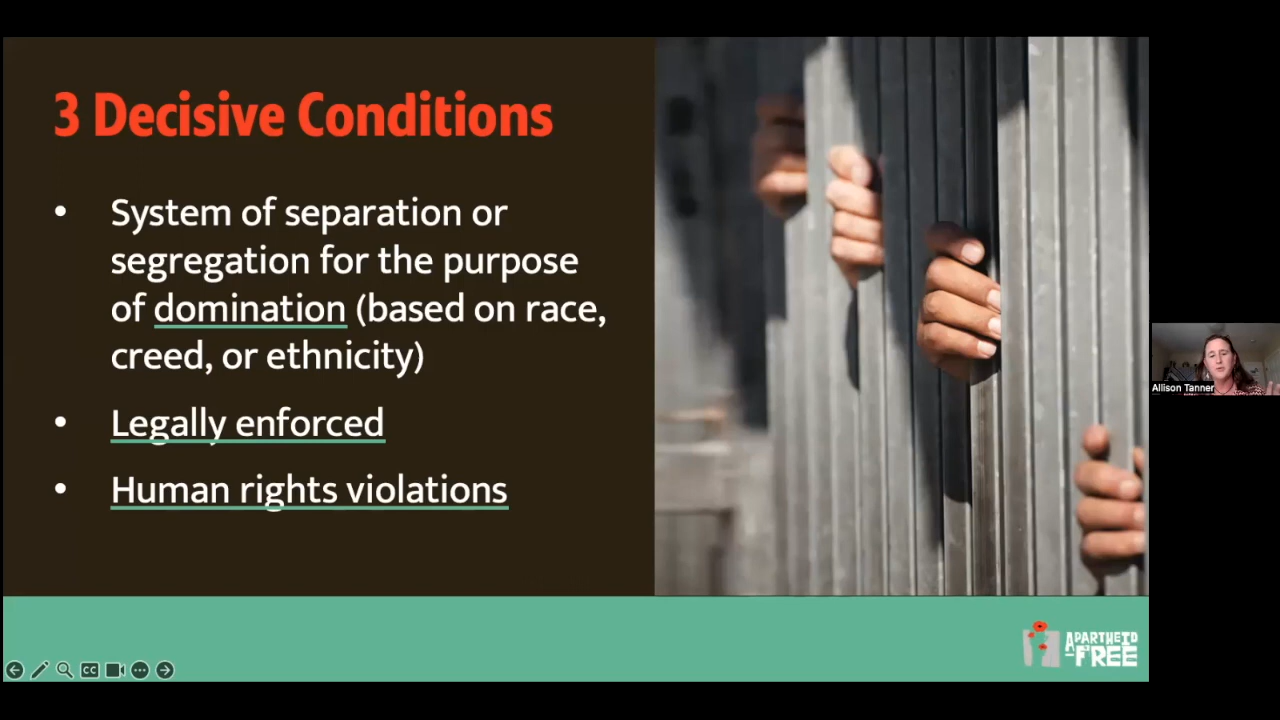 3 Decisive Conditions
• System of separation or
segregation for the purpose
of domination (based on race,
creed, or ethnicity)
• Legally enforced
• Human rights violations
Allison Tanner
CC
APARTHEID
-FREE